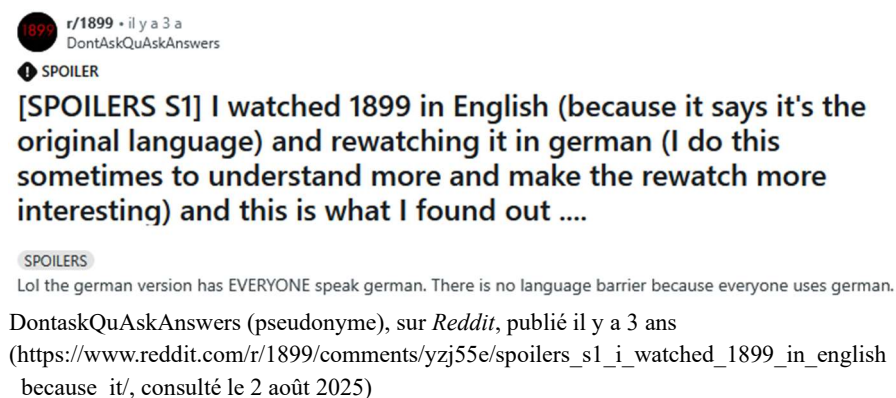 1899
r/1899 • il y a 3 a
DontAskQuAskAnswers
SPOILER
[SPOILERS S1] I watched 1899 in English (because it says it's the
original language) and rewatching it in german (I do this
sometimes to understand more and make the rewatch more
interesting) and this is what I found out ....
SPOILERS
Lol the german version has EVERYONE speak german. There is no language barrier because everyone uses german.
DontaskQuAskAnswers (pseudonyme), sur Reddit, publié il y a 3 ans
(https://www.reddit.com/r/1899/comments/yzj55e/spoilers_s1_i_watched_1899_in_english
_because_it/, consulté le 2 août 2025)